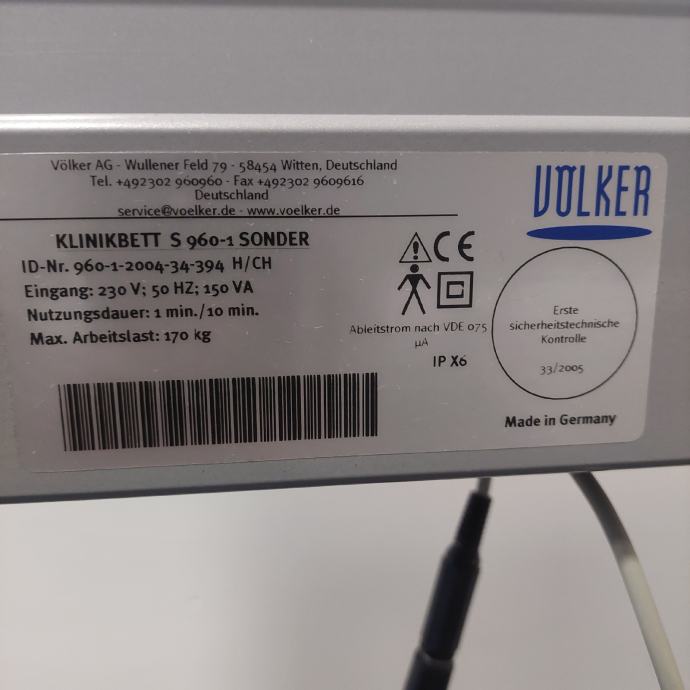 Völker AG - Wullener Feld 79 - 58454 Witten, Deutschland
Tel. +492302 960960 - Fax +492302 9609616
Deutschland
service@voelker.de - www.voelker.de
VÖLKER
KLINIKBETT S 960-1 SONDER
ID-Nr. 960-1-2004-34-394 H/CH
Eingang: 230 V; 50 HZ; 150 VA
Nutzungsdauer: 1 min./10 min.
Max. Arbeitslast: 170 kg
CE
Ableitstrom nach VDE 075
µA
IP X6
Erste
sicherheitstechnische
Kontrolle
33/2005
Made in Germany